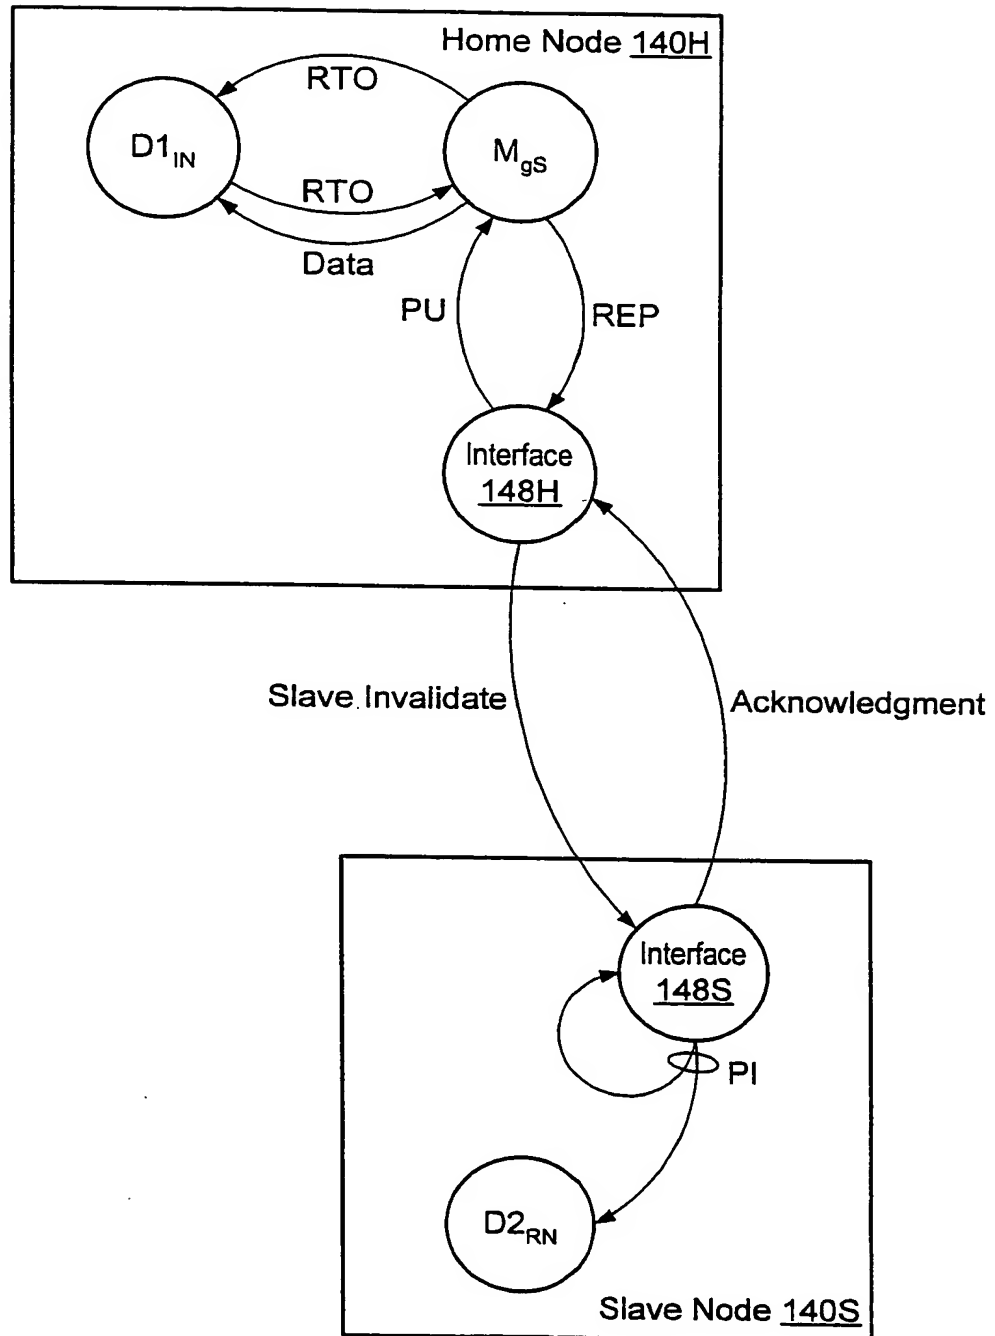 Home Node 140H
RTO
D1IN
MgS
RTO
Data
PU
REP
Interface
148H
Slave Invalidate
Acknowledgment
Interface
148S
PI
D2RN
Slave Node 140S